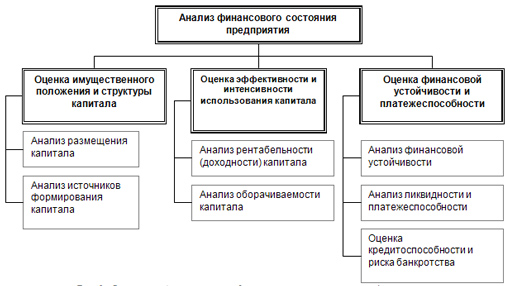 Анализ финансового состояния
предприятия
Оценка имущественного
положения и структуры
капитала
Анализ размещения
капитала
Анализ источников
формирования
капитала
Оценка эффективности и
интенсивности
использования капитала
Анализ рентабельности
(доходности) капитала
Анализ оборачиваемости
капитала
Оценка финансовой
устойчивости и
платежеспособности
Анализ финансовой
устойчивости
Анализ ликвидности и
платежеспособности
Оценка
кредитоспособности и
риска банкротства